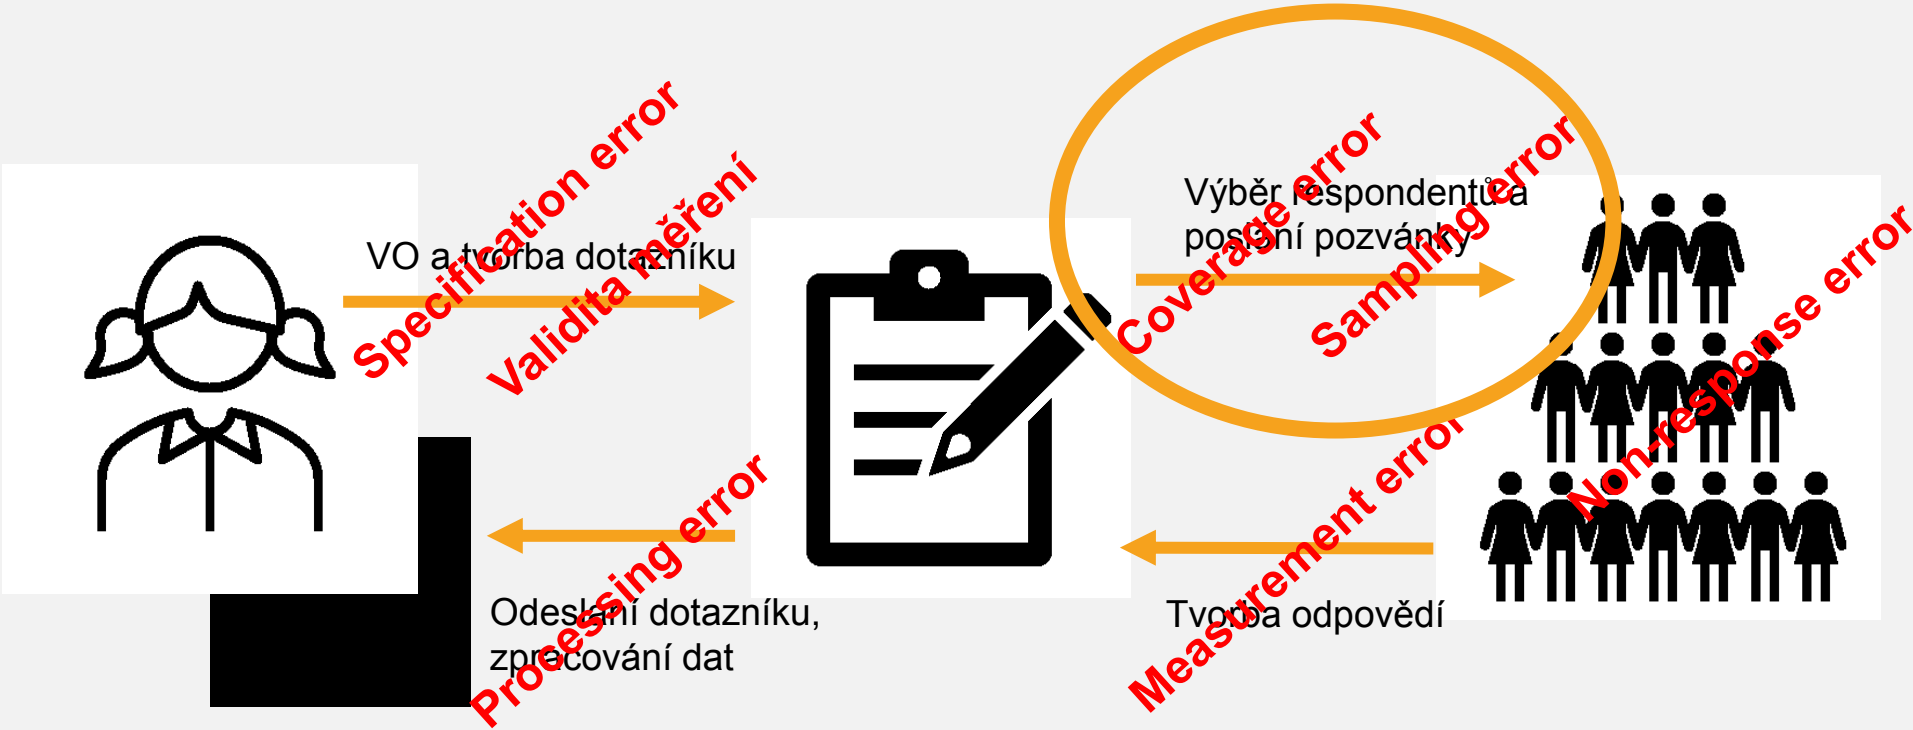 Specification error
Validita měření
VO a tvorba dotazníku
Coverage error
Sampling error
Výběr respondentů a
poslání pozvánky
Non-response error
Measurement error
Tvorba odpovědí
Processing error
Odeslání dotazníku,
zpracování dat